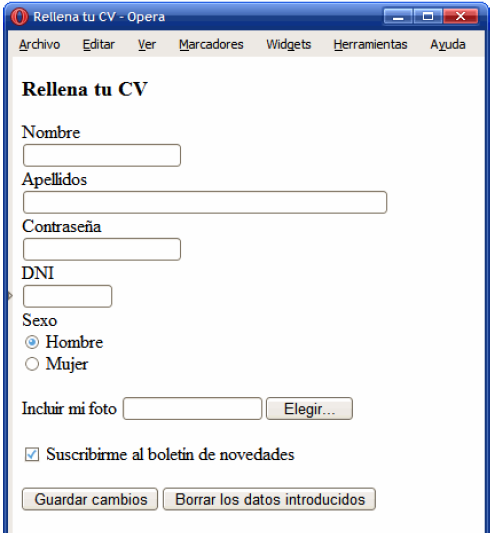 Rellena tu CV - Opera
Archivo Editar Ver Marcadores Widgets Herramientas Ayuda
Rellena tu CV
Nombre
Apellidos
Contraseña
DNI
Sexo
Hombre
Mujer
Incluir mi foto Elegir...
Suscribirme al boletín de novedades
Guardar cambios Borrar los datos introducidos